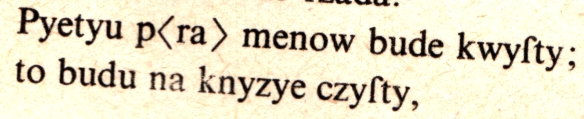 Pyetyu p⟨ra⟩ menow bude kwyſty;
to budu na knyzye czyſty,